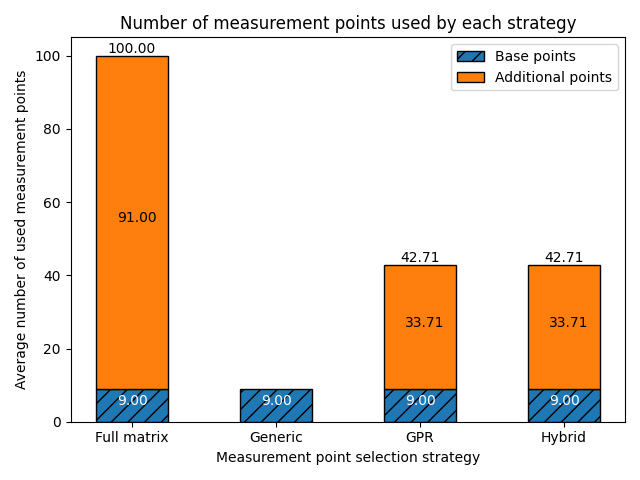 Number of measurement points used by each strategy
Base points
Additional points
Average number of used measurement points
100
80
60
40
20
0
100.00
91.00
9.00
9.00
42.71
33.71
9.00
42.71
33.71
9.00
Full matrix
Generic
GPR
Hybrid
Measurement point selection strategy